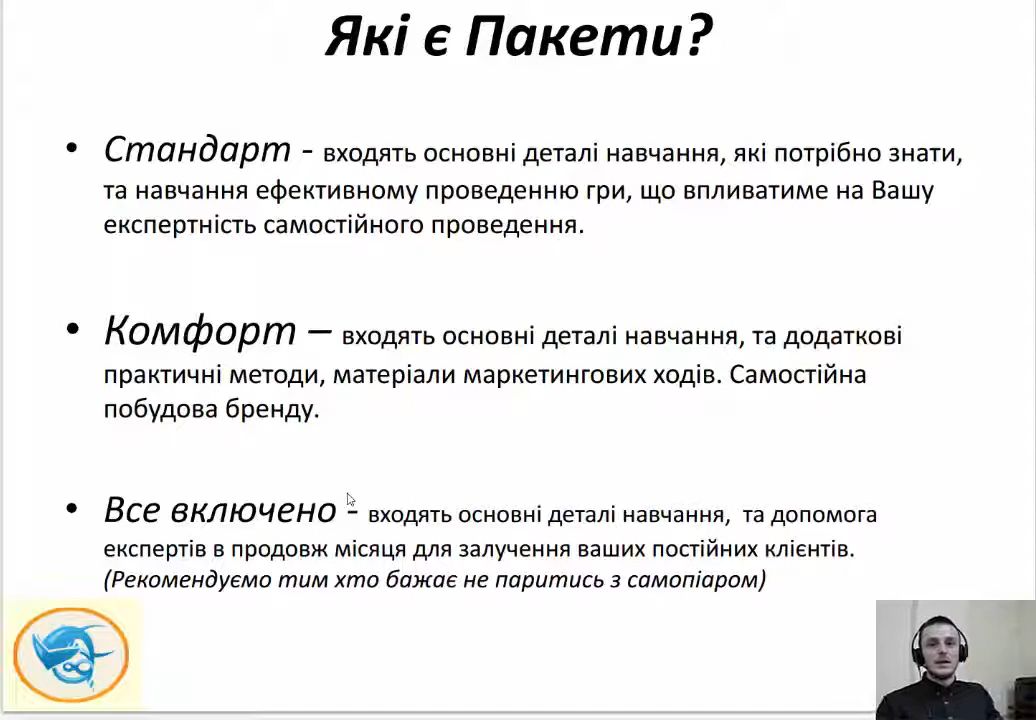 Які є Пакети?
• Стандарт - входять основні деталі навчання, які потрібно знати,
та навчання ефективному проведенню гри, що впливатиме на Вашу
експертність самостійного проведення.
• Комфорт – входять основні деталі навчання, та додаткові
практичні методи, матеріали маркетингових ходів. Самостійна
побудова бренду.
• Все включено - входять основні деталі навчання, та допомога
експертів в продовж місяця для залучення ваших постійних клієнтів.
(Рекомендуємо тим хто бажає не паритись з самопіаром)